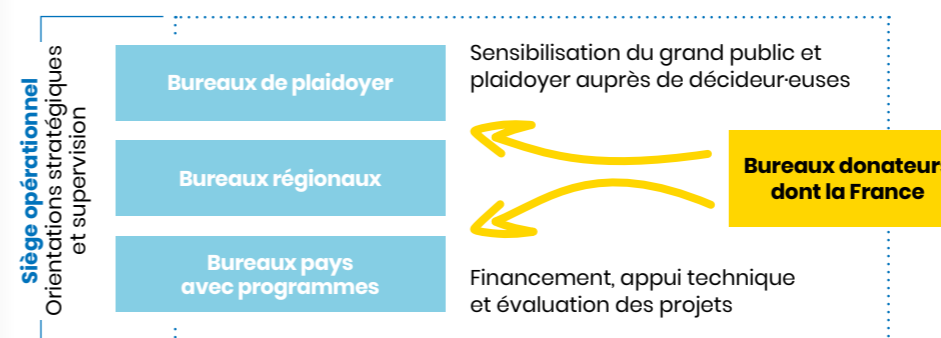 Siège opérationnel
Orientations stratégiques
et supervision
Bureaux de plaidoyer
Sensibilisation du grand public et
plaidoyer auprès de décideur·euses
Bureaux régionaux
Bureaux donateurs
dont la France
Bureaux pays
avec programmes
Financement, appui technique
et évaluation des projets